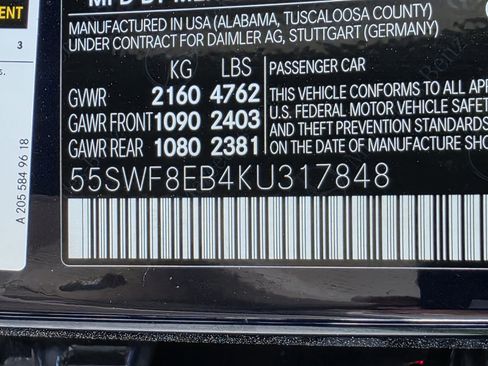 MFD BY
MANUFACTURED IN USA (ALABAMA, TUSCALOOSA COUNTY)
UNDER CONTRACT FOR DAIMLER AG, STUTTGART (GERMANY)
KG LBS PASSENGER CAR
GVWR 2160 4762
GAWR FRONT 1090 2403
GAWR REAR 1080 2381
THIS VEHICLE CONFORMS TO ALL
U.S. FEDERAL MOTOR VEHICLE
AND THEFT PREVENTION STANDARDS
ON THE DATE OF MANUFACTURE
55SWF8EB4KU317848
3
A 205 584 96 18